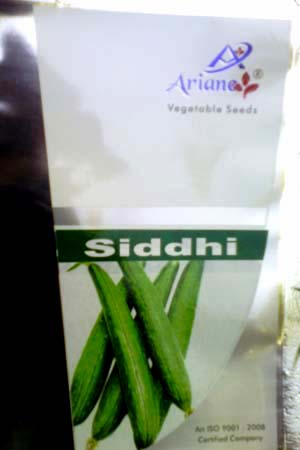 Ariane®
Vegetable Seeds
Siddhi
An ISO 9001 : 2008
Certified Company